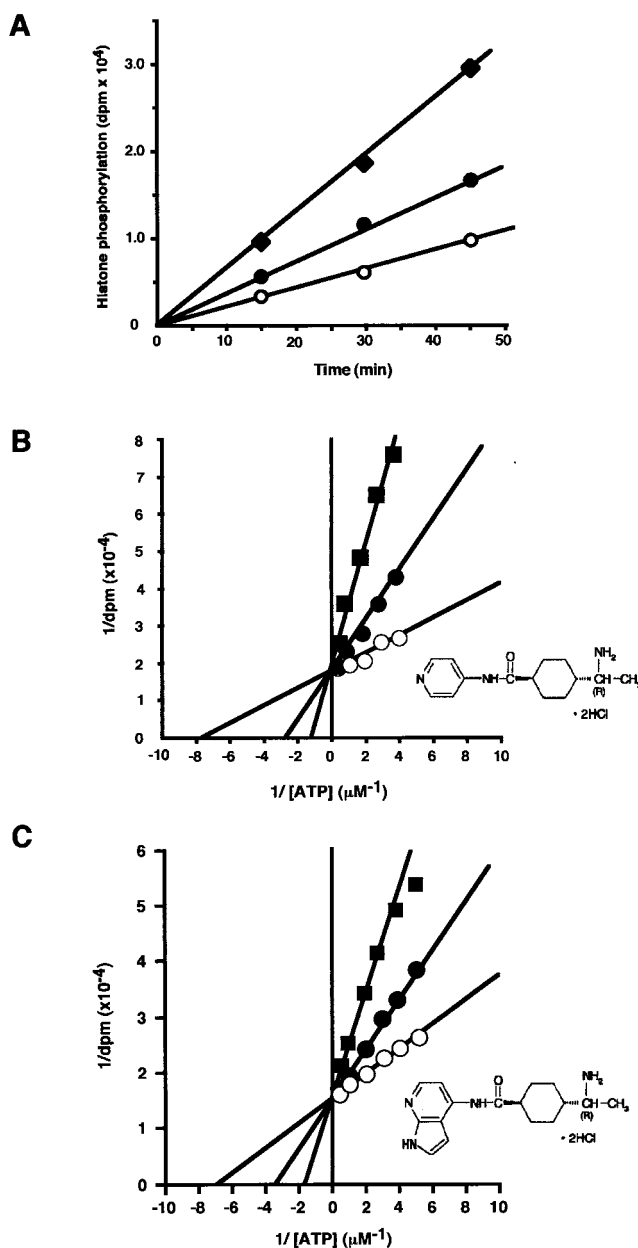 A
Histone phosphorylation (dpm x 10⁴)
3.0
2.0
1.0
0
0 10 20 30 40 50
Time (min)
B
1/dpm (x10⁻⁴)
8
7
6
5
4
3
2
1
0
-10 -8 -6 -4 -2 0 2 4 6 8 10
1/ [ATP] (μM⁻¹)
NH₂
O
N NH-C C-CH₃
(R)
• 2HCl
C
1/dpm (x10⁻⁴)
6
5
4
3
2
1
0
-10 -8 -6 -4 -2 0 2 4 6 8 10
1/ [ATP] (μM⁻¹)
NH₂
O
N NH-C CH-CH₃
(R)
HN
• 2HCl